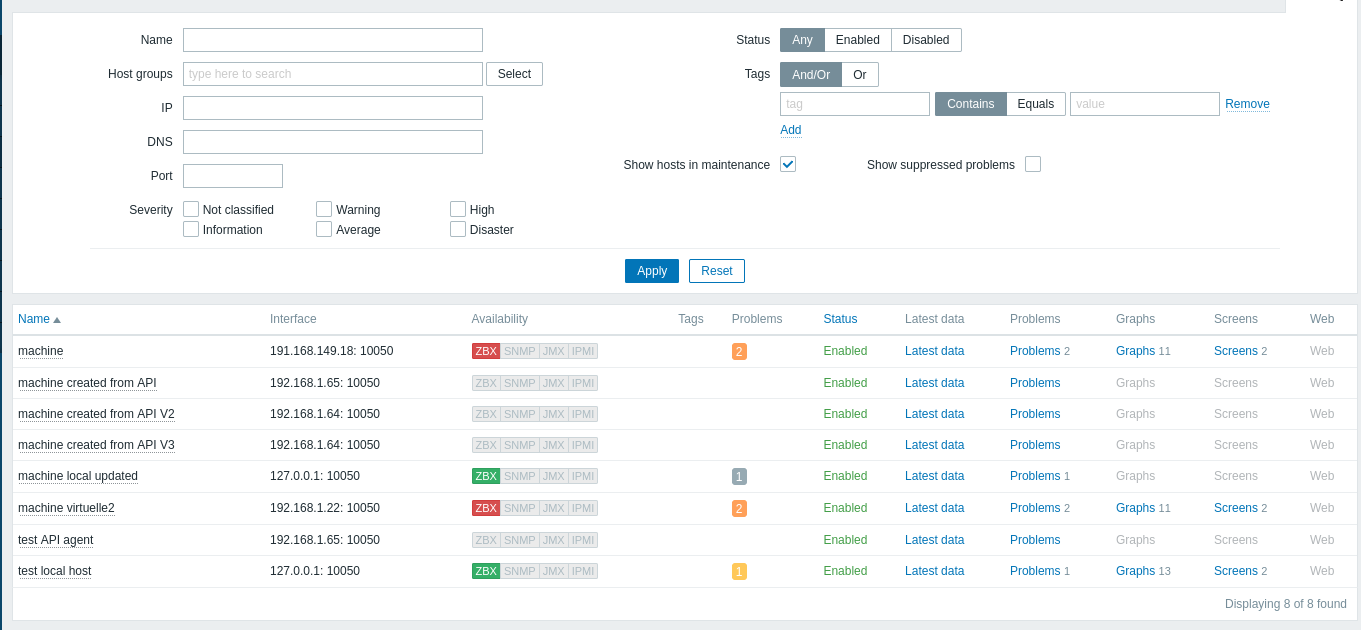 Name
Host groups type here to search Select
IP
DNS
Port
Severity Not classified Warning High
Information Average Disaster
Status Any Enabled Disabled
Tags And/Or Or
tag Contains Equals value Remove
Add
Show hosts in maintenance Show suppressed problems
Apply Reset
Name Interface Availability Tags Problems Status Latest data Problems Graphs Screens Web
machine 191.168.149.18: 10050 ZBX SNMP JMX IPMI 2 Enabled Latest data Problems 2 Graphs 11 Screens 2 Web
machine created from API 192.168.1.65: 10050 ZBX SNMP JMX IPMI Enabled Latest data Problems Graphs Screens Web
machine created from API V2 192.168.1.64: 10050 ZBX SNMP JMX IPMI Enabled Latest data Problems Graphs Screens Web
machine created from API V3 192.168.1.64: 10050 ZBX SNMP JMX IPMI Enabled Latest data Problems Graphs Screens Web
machine local updated 127.0.0.1: 10050 ZBX SNMP JMX IPMI 1 Enabled Latest data Problems 1 Graphs Screens Web
machine virtuelle2 192.168.1.22: 10050 ZBX SNMP JMX IPMI 2 Enabled Latest data Problems 2 Graphs 11 Screens 2 Web
test API agent 192.168.1.65: 10050 ZBX SNMP JMX IPMI Enabled Latest data Problems Graphs Screens Web
test local host 127.0.0.1: 10050 ZBX SNMP JMX IPMI 1 Enabled Latest data Problems 1 Graphs 13 Screens 2 Web
Displaying 8 of 8 found